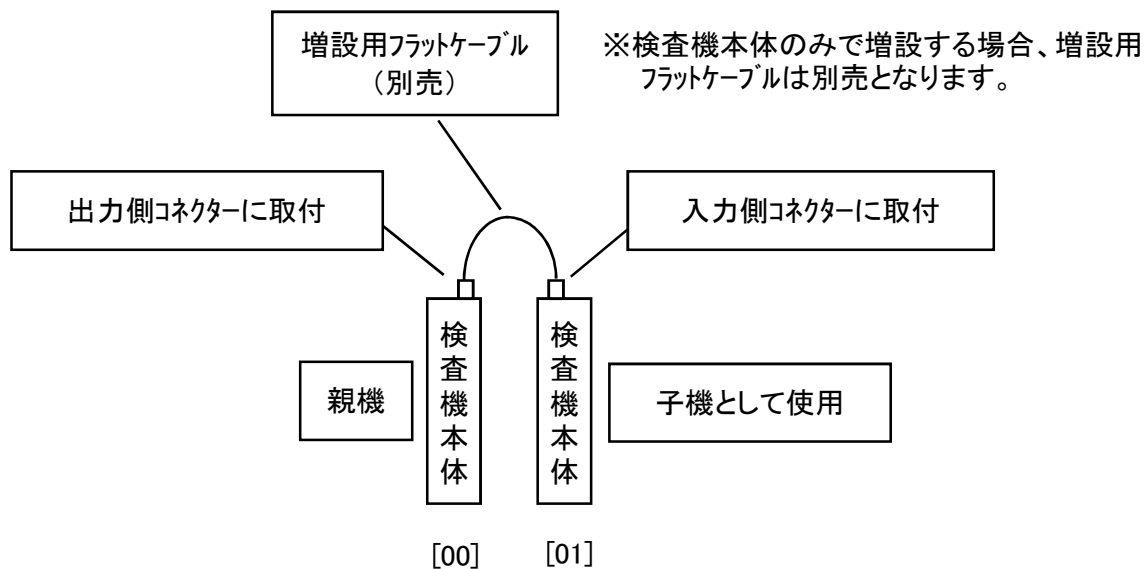 増設用ﾌﾗｯﾄｹｰﾌﾞﾙ
（別売）
※検査機本体のみで増設する場合、増設用
ﾌﾗｯﾄｹｰﾌﾞﾙは別売となります。
出力側ｺﾈｸﾀｰに取付
入力側ｺﾈｸﾀｰに取付
検査機本体
検査機本体
親機
子機として使用
[00]
[01]